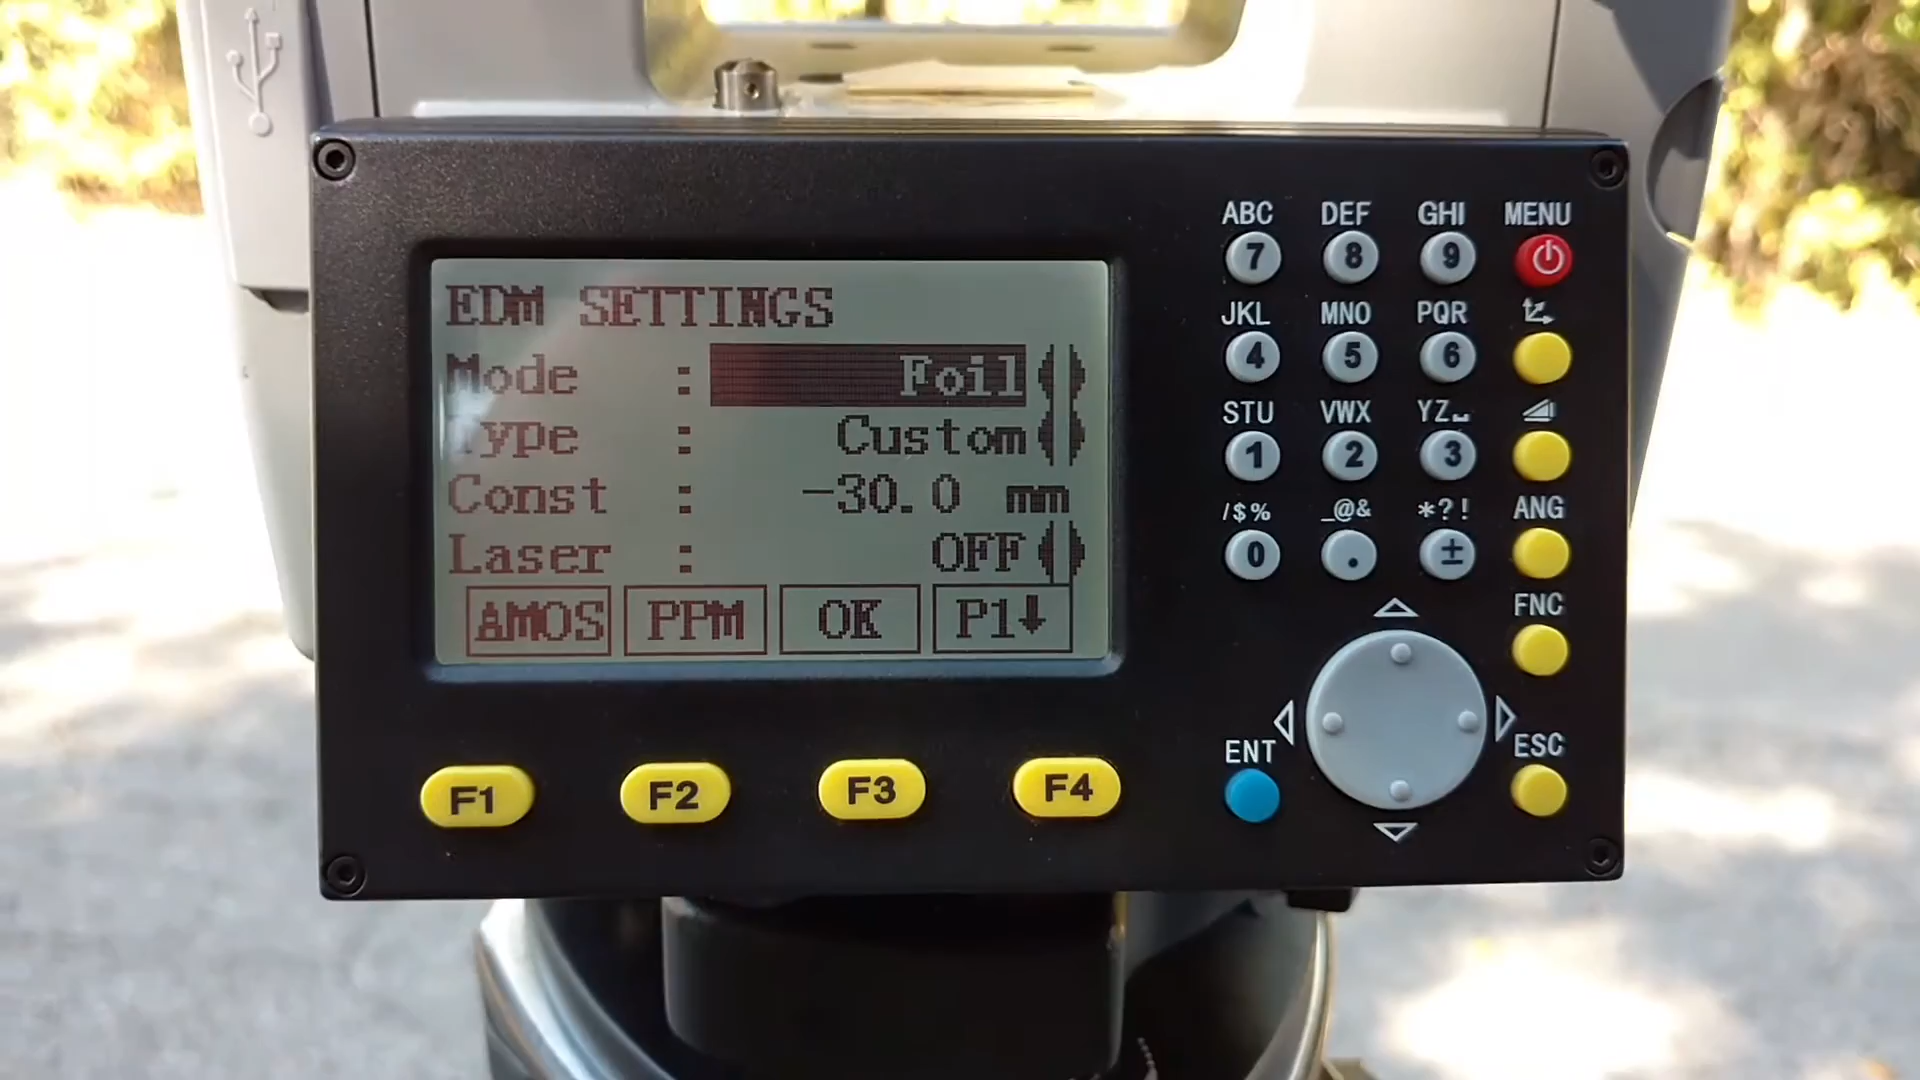 EDM SETTINGS
Mode : Foil
Type : Custom
Const : -30.0 mm
Laser : OFF
AMOS PPM OK P1↓
F1 F2 F3 F4
ABC DEF GHI MENU
7 8 9
JKL MNO PQR
4 5 6
STU VWX YZ␣
1 2 3
/$% _@& *?! ANG
0 . ±
FNC
ENT ESC